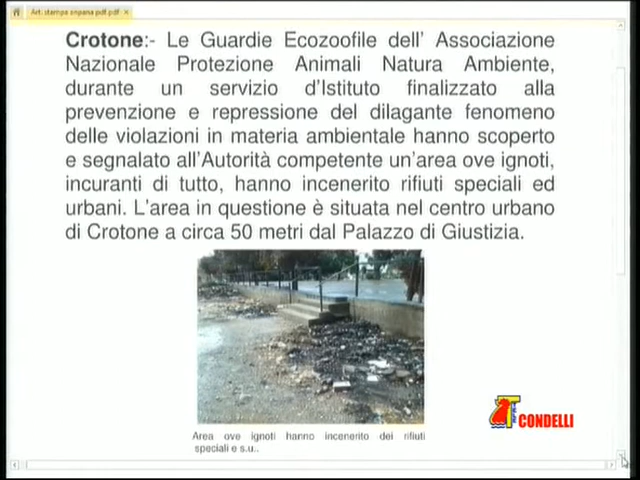 Art. stampa snpana pdf.pdf
Crotone:- Le Guardie Ecozoofile dell' Associazione
Nazionale Protezione Animali Natura Ambiente,
durante un servizio d'Istituto finalizzato alla
prevenzione e repressione del dilagante fenomeno
delle violazioni in materia ambientale hanno scoperto
e segnalato all'Autorità competente un'area ove ignoti,
incuranti di tutto, hanno incenerito rifiuti speciali ed
urbani. L'area in questione è situata nel centro urbano
di Crotone a circa 50 metri dal Palazzo di Giustizia.
Area ove ignoti hanno incenerito dei rifiuti
speciali e s.u..
TELE
CONDELLI